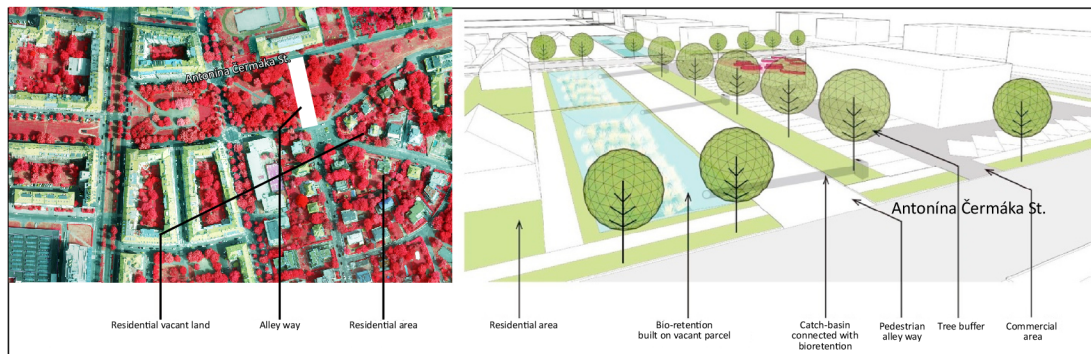 Antonína Čermáka St.
Residential vacant land
Alley way
Residential area
Antonína Čermáka St.
Residential area
Bio-retention
built on vacant parcel
Catch-basin
connected with
bioretention
Pedestrian
alley way
Tree buffer
Commercial
area